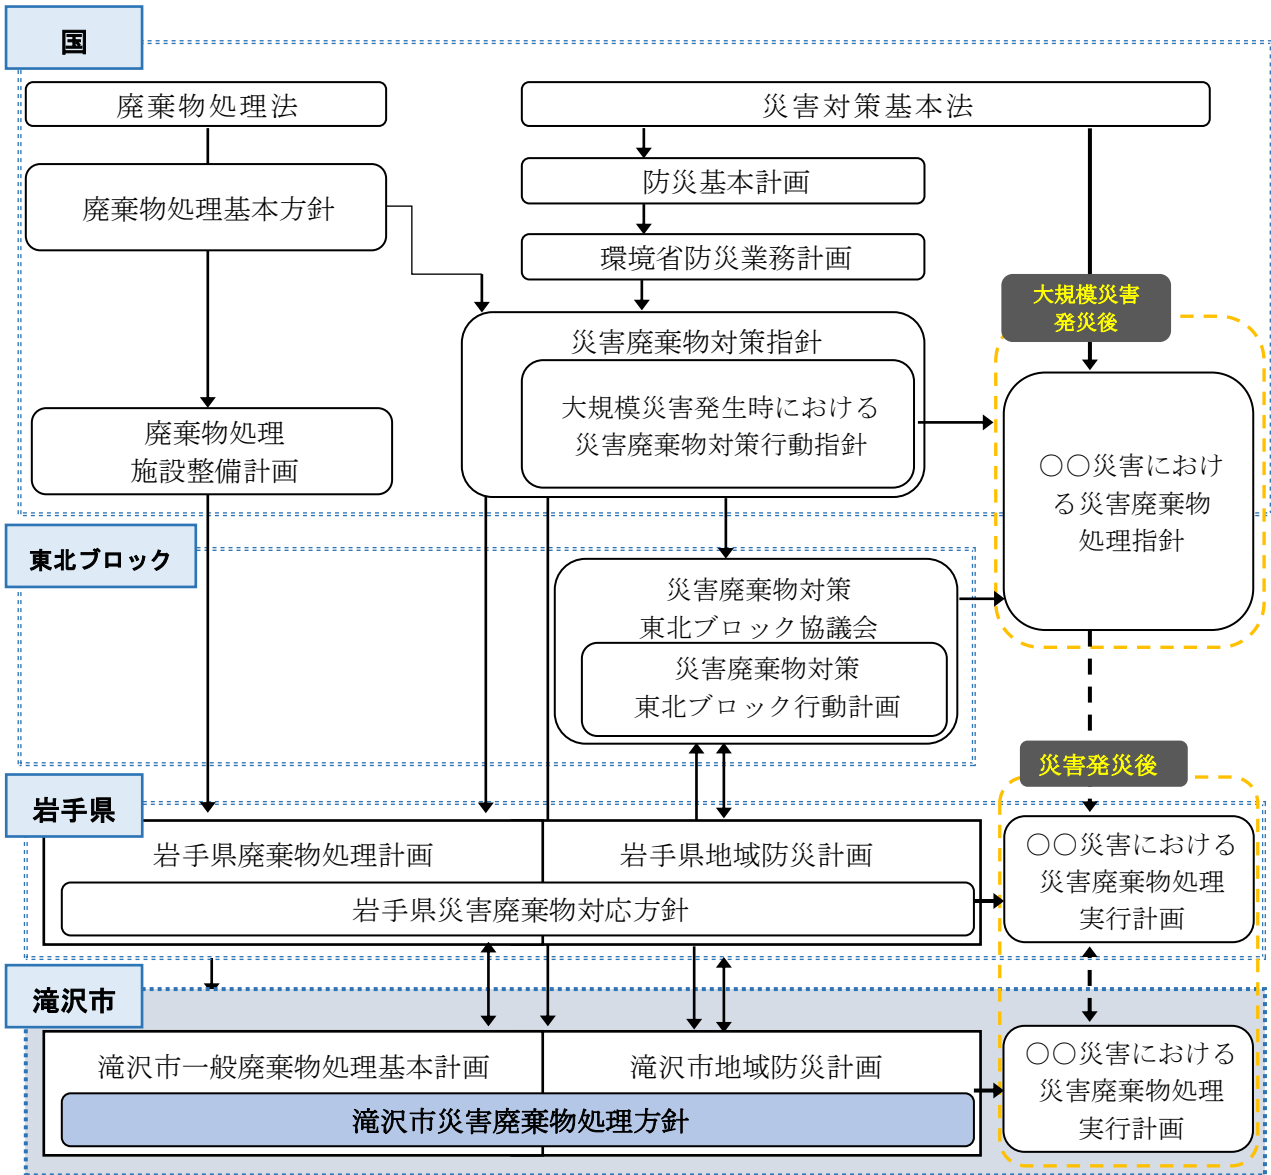 国
廃棄物処理法
災害対策基本法
防災基本計画
廃棄物処理基本方針
環境省防災業務計画
大規模災害
発災後
災害廃棄物対策指針
大規模災害発生時における
災害廃棄物対策行動指針
廃棄物処理
施設整備計画
〇〇災害におけ
る災害廃棄物
処理指針
東北ブロック
災害廃棄物対策
東北ブロック協議会
災害廃棄物対策
東北ブロック行動計画
災害発災後
岩手県
岩手県廃棄物処理計画
岩手県地域防災計画
岩手県災害廃棄物対応方針
〇〇災害における
災害廃棄物処理
実行計画
滝沢市
滝沢市一般廃棄物処理基本計画
滝沢市地域防災計画
滝沢市災害廃棄物処理方針
〇〇災害における
災害廃棄物処理
実行計画